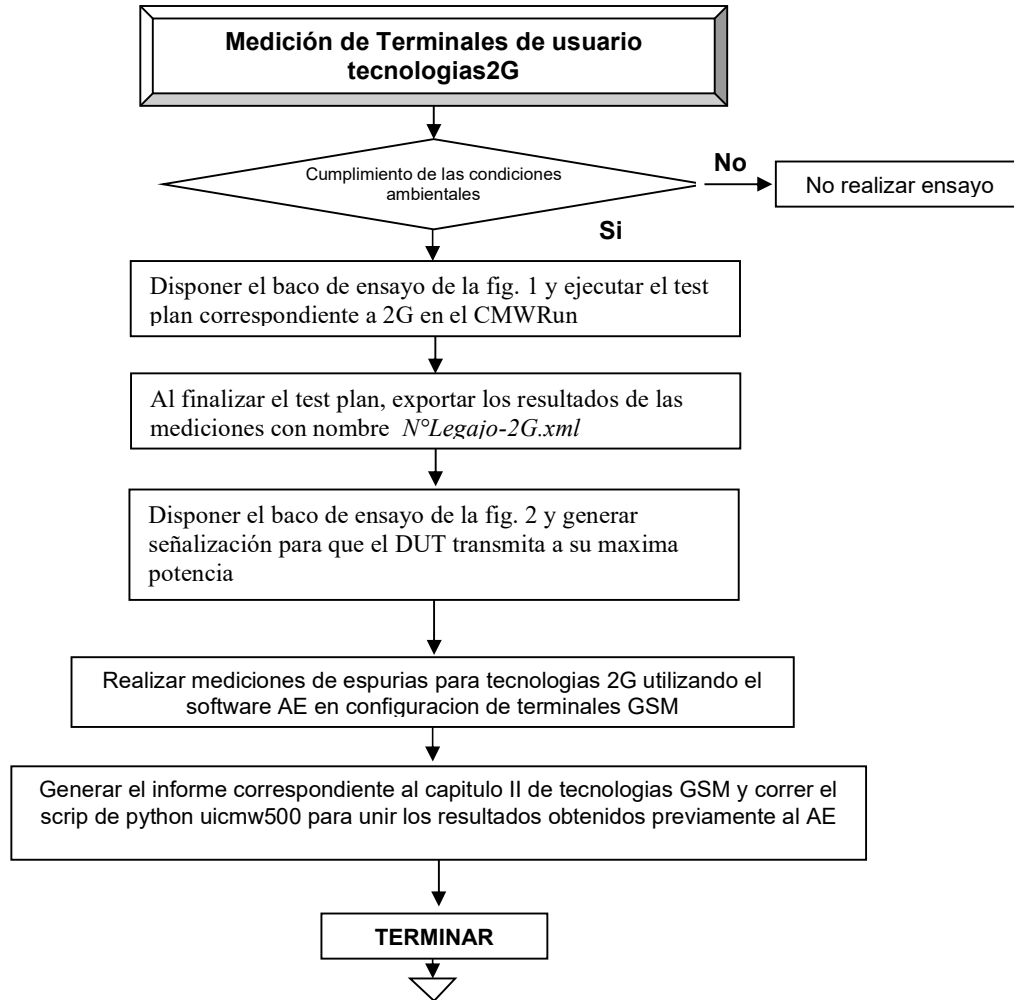 Medición de Terminales de usuario
tecnologias2G
Cumplimiento de las condiciones
ambientales
No
No realizar ensayo
Si
Disponer el baco de ensayo de la fig. 1 y ejecutar el test
plan correspondiente a 2G en el CMWRun
Al finalizar el test plan, exportar los resultados de las
mediciones con nombre N°Legajo-2G.xml
Disponer el baco de ensayo de la fig. 2 y generar
señalización para que el DUT transmita a su maxima
potencia
Realizar mediciones de espurias para tecnologias 2G utilizando el
software AE en configuracion de terminales GSM
Generar el informe correspondiente al capitulo II de tecnologias GSM y correr el
scrip de python uicmw500 para unir los resultados obtenidos previamente al AE
TERMINAR